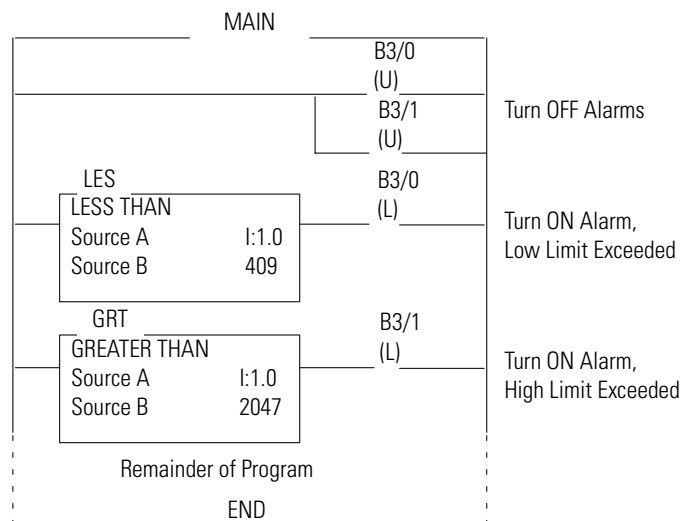 MAIN
B3/0
(U)
B3/1
(U)
Turn OFF Alarms
LES
LESS THAN
Source A I:1.0
Source B 409
B3/0
(L)
Turn ON Alarm,
Low Limit Exceeded
GRT
GREATER THAN
Source A I:1.0
Source B 2047
B3/1
(L)
Turn ON Alarm,
High Limit Exceeded
Remainder of Program
END